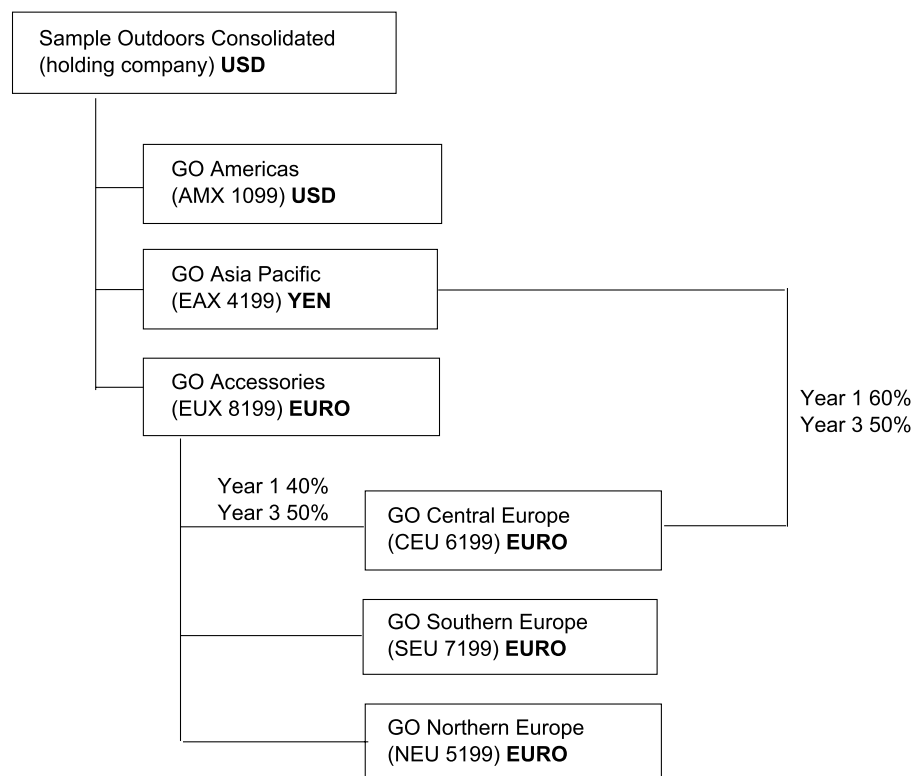 Sample Outdoors Consolidated
(holding company) USD
GO Americas
(AMX 1099) USD
GO Asia Pacific
(EAX 4199) YEN
GO Accessories
(EUX 8199) EURO
Year 1 60%
Year 3 50%
Year 1 40%
Year 3 50%
GO Central Europe
(CEU 6199) EURO
GO Southern Europe
(SEU 7199) EURO
GO Northern Europe
(NEU 5199) EURO